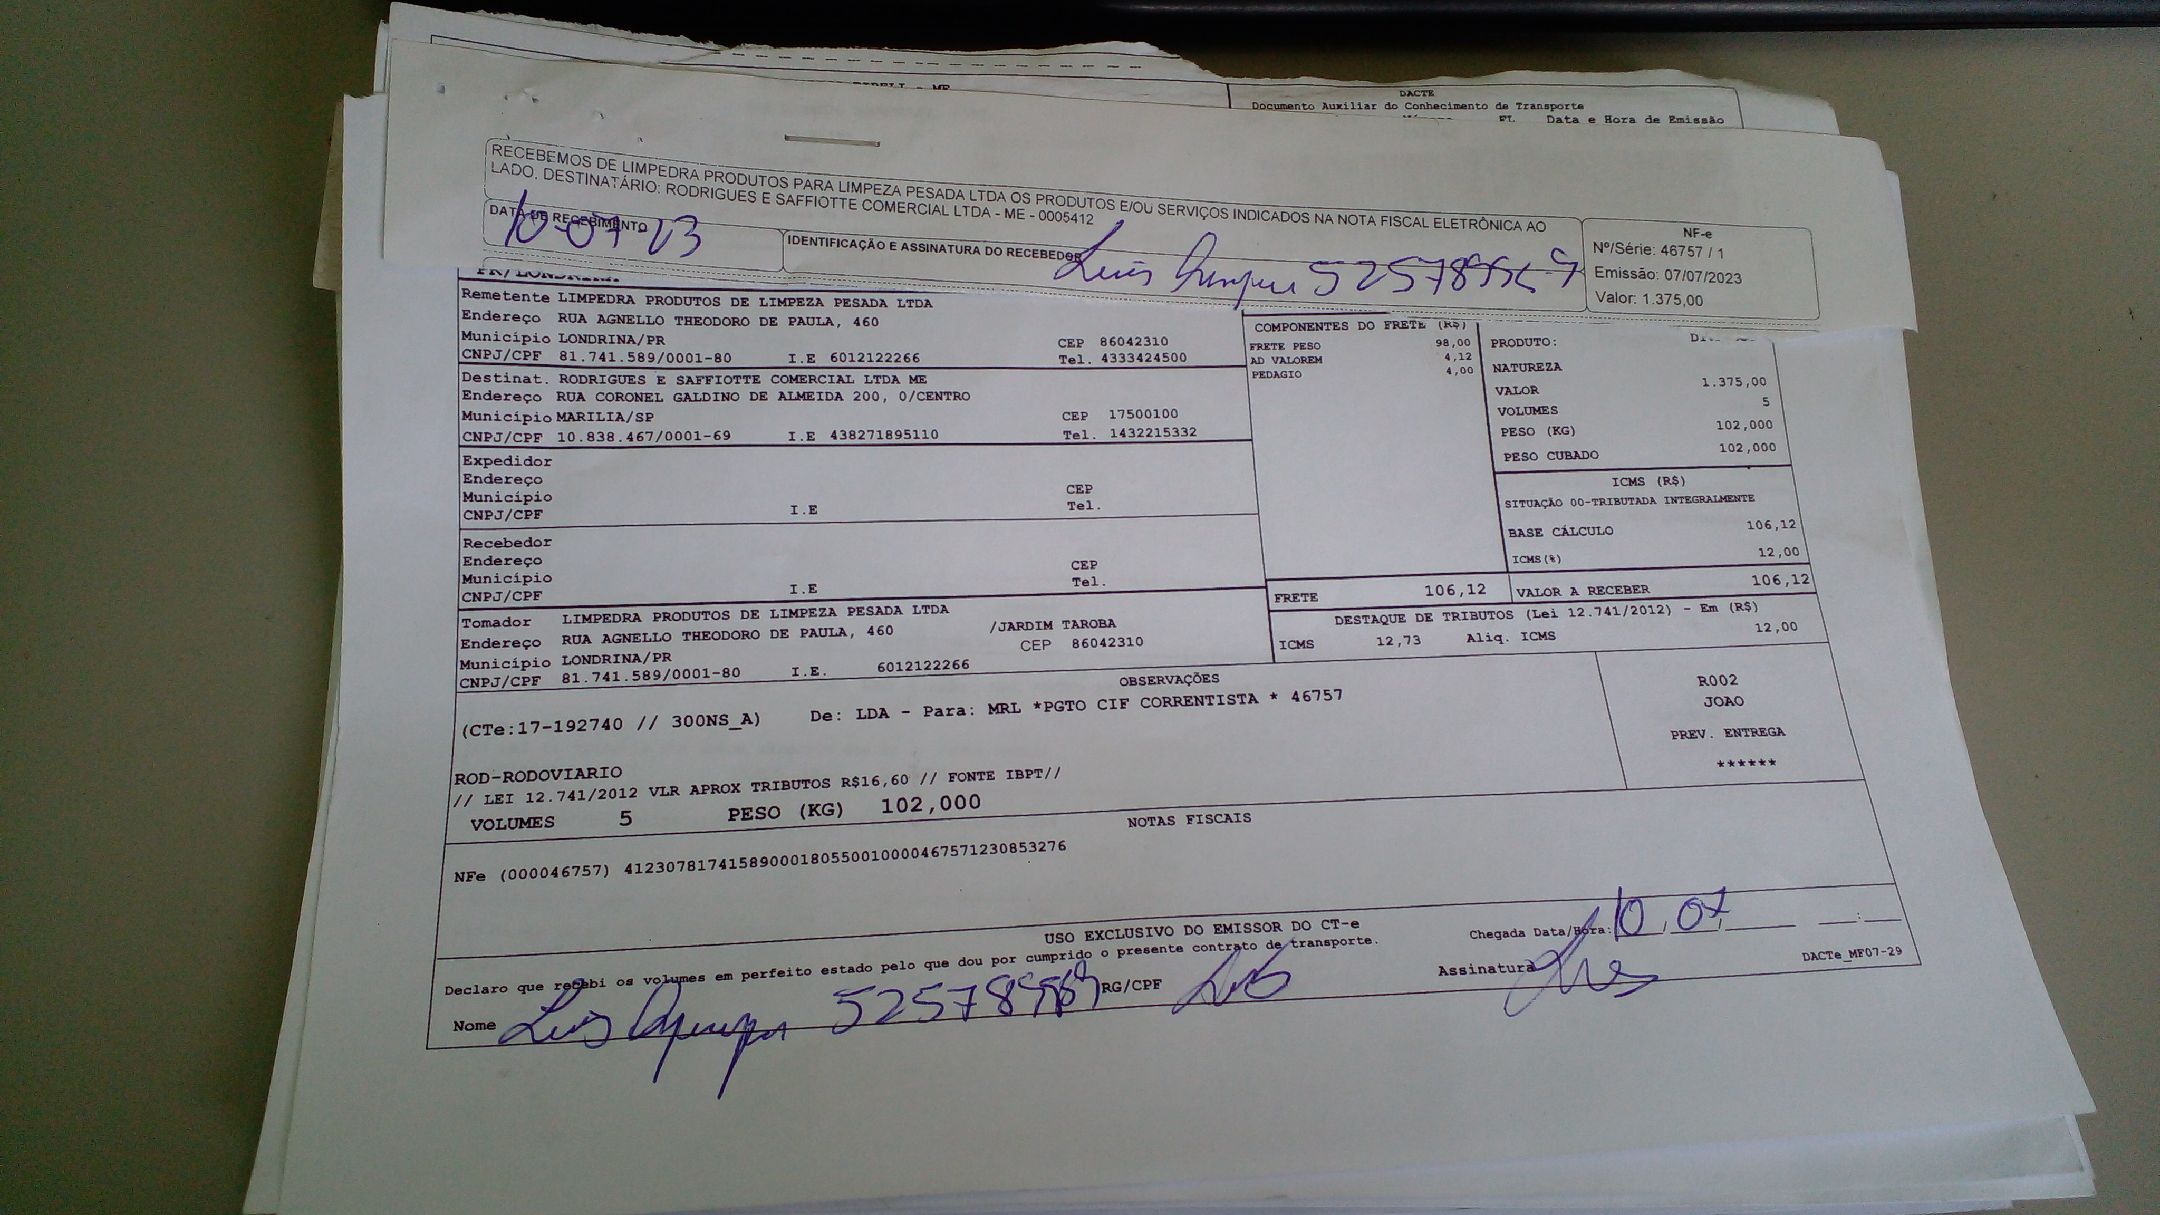 DACTE
Documento Auxiliar do Conhecimento de Transporte
FL Data e Hora de Emissão
RECEBEMOS DE LIMPEDRA PRODUTOS PARA LIMPEZA PESADA LTDA OS PRODUTOS E/OU SERVIÇOS INDICADOS NA NOTA FISCAL ELETRÔNICA AO
LADO. DESTINATÁRIO: RODRIGUES E SAFFIOTTE COMERCIAL LTDA - ME - 0005412
DATA DE RECEBIMENTO
10-07-23
IDENTIFICAÇÃO E ASSINATURA DO RECEBEDOR
Luis
NF-e
Nº/Série: 46757 / 1
Emissão: 07/07/2023
Valor: 1.375,00
PR/LONDRINA
Remetente LIMPEDRA PRODUTOS DE LIMPEZA PESADA LTDA
Endereço RUA AGNELLO THEODORO DE PAULA, 460
Município LONDRINA/PR CEP 86042310
CNPJ/CPF 81.741.589/0001-80 I.E 6012122266 Tel. 4333424500
Destinat. RODRIGUES E SAFFIOTTE COMERCIAL LTDA ME
Endereço RUA CORONEL GALDINO DE ALMEIDA 200, 0/CENTRO
Município MARILIA/SP CEP 17500100
CNPJ/CPF 10.838.467/0001-69 I.E 438271895110 Tel. 1432215332
Expedidor
Endereço
Município CEP
CNPJ/CPF I.E Tel.
Recebedor
Endereço
Município CEP
CNPJ/CPF I.E Tel.
Tomador LIMPEDRA PRODUTOS DE LIMPEZA PESADA LTDA
Endereço RUA AGNELLO THEODORO DE PAULA, 460 /JARDIM TAROBA
Município LONDRINA/PR CEP 86042310
CNPJ/CPF 81.741.589/0001-80 I.E. 6012122266
COMPONENTES DO FRETE (R$)
FRETE PESO 98,00
AD VALOREM 4,12
PEDAGIO 4,00
PRODUTO:
NATUREZA
VALOR 1.375,00
VOLUMES 5
PESO (KG) 102,000
PESO CUBADO 102,000
ICMS (R$)
SITUAÇÃO 00-TRIBUTADA INTEGRALMENTE
BASE CÁLCULO 106,12
ICMS(%) 12,00
FRETE 106,12 VALOR A RECEBER 106,12
DESTAQUE DE TRIBUTOS (Lei 12.741/2012) - Em (R$)
ICMS 12,73 Aliq. ICMS 12,00
OBSERVAÇÕES
(CTe:17-192740 // 300NS_A) De: LDA - Para: MRL *PGTO CIF CORRENTISTA * 46757
ROD-RODOVIARIO
// LEI 12.741/2012 VLR APROX TRIBUTOS R$16,60 // FONTE IBPT//
VOLUMES 5 PESO (KG) 102,000
R002
JOAO
PREV. ENTREGA
******
NOTAS FISCAIS
NFe (000046757) 41230781741589000180550010000467571230853276
USO EXCLUSIVO DO EMISSOR DO CT-e
Declaro que recebi os volumes em perfeito estado pelo que dou por cumprido o presente contrato de transporte.
Chegada Data/Hora: 10, 07, __:__
Nome Luis RG/CPF Assinatura
DACTe_MF07-29